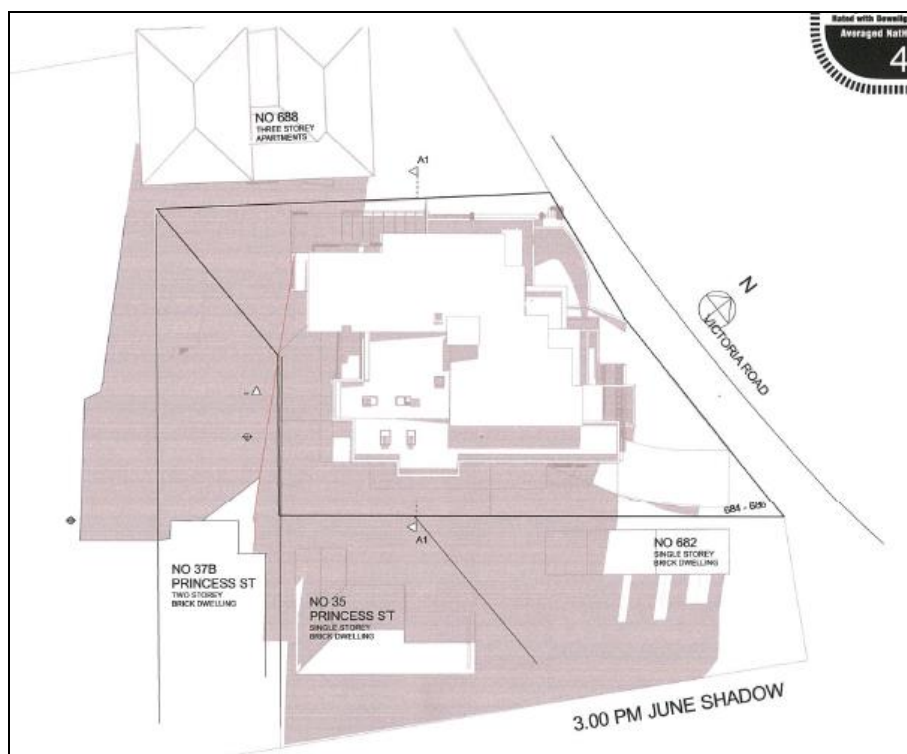 Averaged NatH
4
NO 688
THREE STOREY
APARTMENTS
A1
N
VICTORIA ROAD
684 - 686
A1
NO 682
SINGLE STOREY
BRICK DWELLING
NO 37B
PRINCESS ST
TWO STOREY
BRICK DWELLING
NO 35
PRINCESS ST
SINGLE STOREY
BRICK DWELLING
3.00 PM JUNE SHADOW